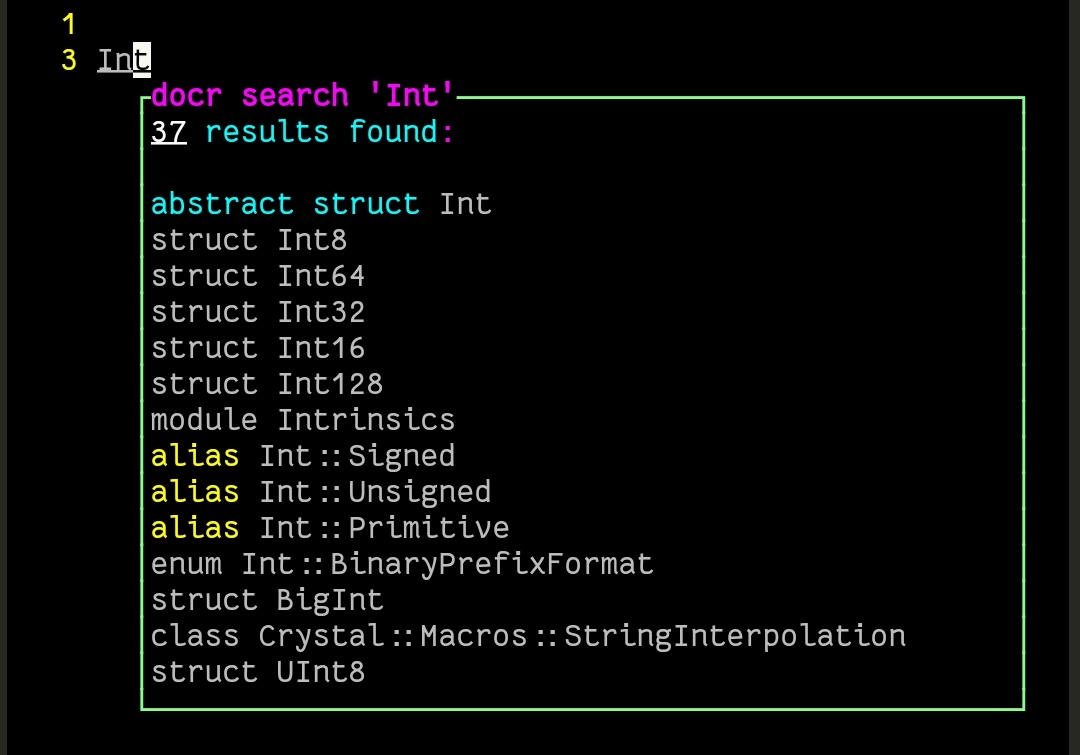 1
3 Int
docr search 'Int'
37 results found:
abstract struct Int
struct Int8
struct Int64
struct Int32
struct Int16
struct Int128
module Intrinsics
alias Int::Signed
alias Int::Unsigned
alias Int::Primitive
enum Int::BinaryPrefixFormat
struct BigInt
class Crystal::Macros::StringInterpolation
struct UInt8